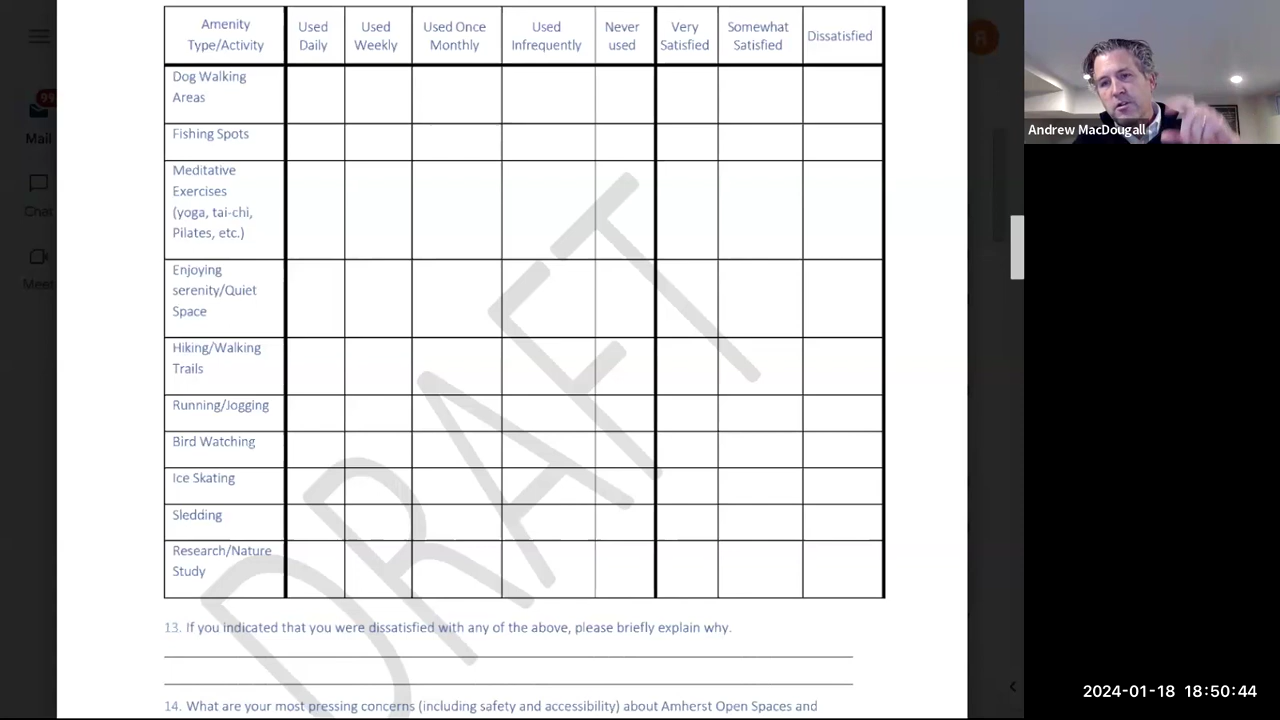 Amenity
Type/Activity
Used
Daily
Used
Weekly
Used Once
Monthly
Used
Infrequently
Never
used
Very
Satisfied
Somewhat
Satisfied
Dissatisfied
Dog Walking
Areas
Fishing Spots
Meditative
Exercises
(yoga, tai-chi,
Pilates, etc.)
Enjoying
serenity/Quiet
Space
Hiking/Walking
Trails
Running/Jogging
Bird Watching
Ice Skating
Sledding
Research/Nature
Study
DRAFT
13. If you indicated that you were dissatisfied with any of the above, please briefly explain why.
14. What are your most pressing concerns (including safety and accessibility) about Amherst Open Spaces and
99
Mail
Chat
Meet
Andrew MacDougall
2024-01-18 18:50:44